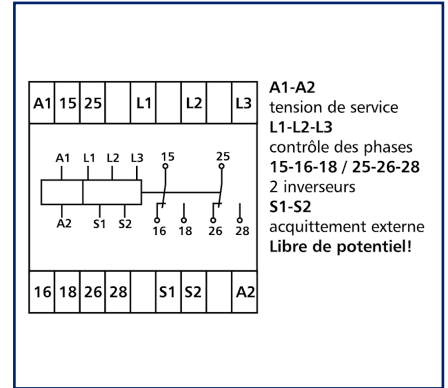 A1 15 25 L1 L2 L3
A1 L1 L2 L3 15 25
A2 S1 S2 16 18 26 28
16 18 26 28 S1 S2 A2
A1-A2
tension de service
L1-L2-L3
contrôle des phases
15-16-18 / 25-26-28
2 inverseurs
S1-S2
acquittement externe
Libre de potentiel!